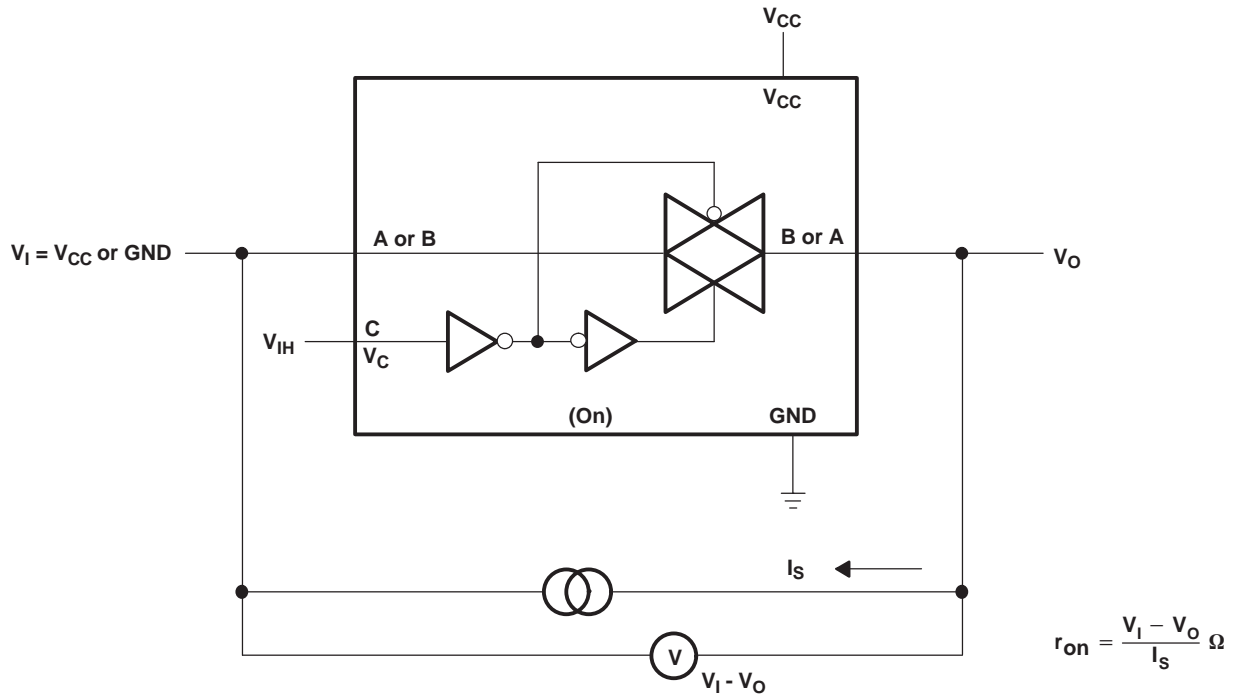 VCC
VCC
VI = VCC or GND
A or B
B or A
VO
VIH
C
VC
(On)
GND
IS
V
VI - VO
ron = VI − VO / IS Ω